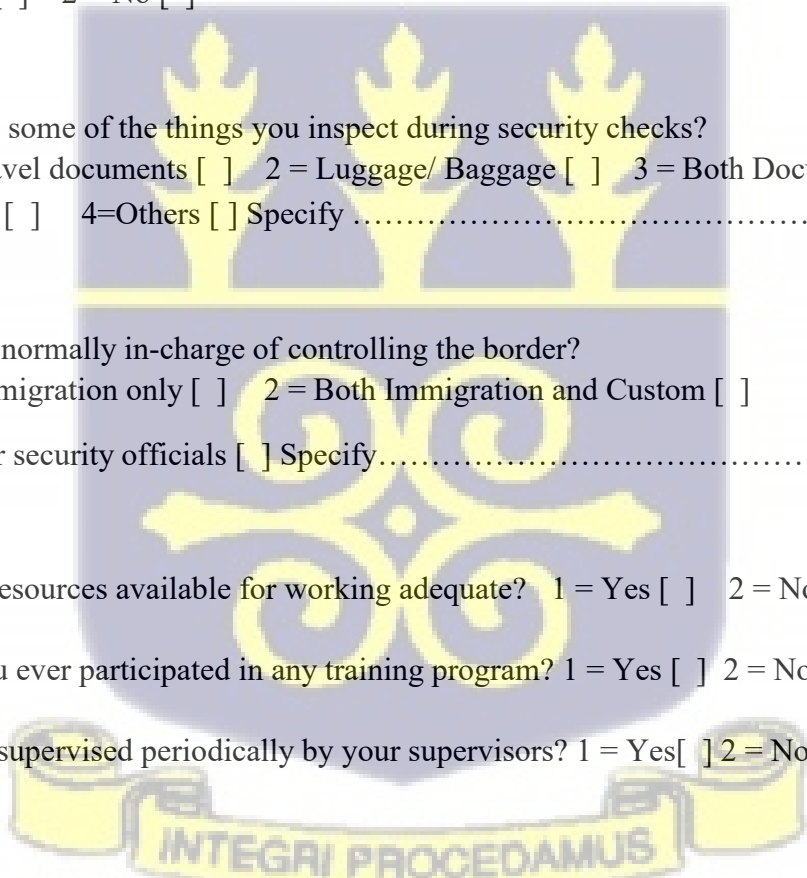 [ ] 2 = No [ ]
some of the things you inspect during security checks?
avel documents [ ] 2 = Luggage/ Baggage [ ] 3 = Both Doc
[ ] 4=Others [ ] Specify …………………………………
normally in-charge of controlling the border?
migration only [ ] 2 = Both Immigration and Custom [ ]
r security officials [ ] Specify…………………………………
esources available for working adequate? 1 = Yes [ ] 2 = No
u ever participated in any training program? 1 = Yes [ ] 2 = No
supervised periodically by your supervisors? 1 = Yes[ ] 2 = No
INTEGRI PROCEDAMUS